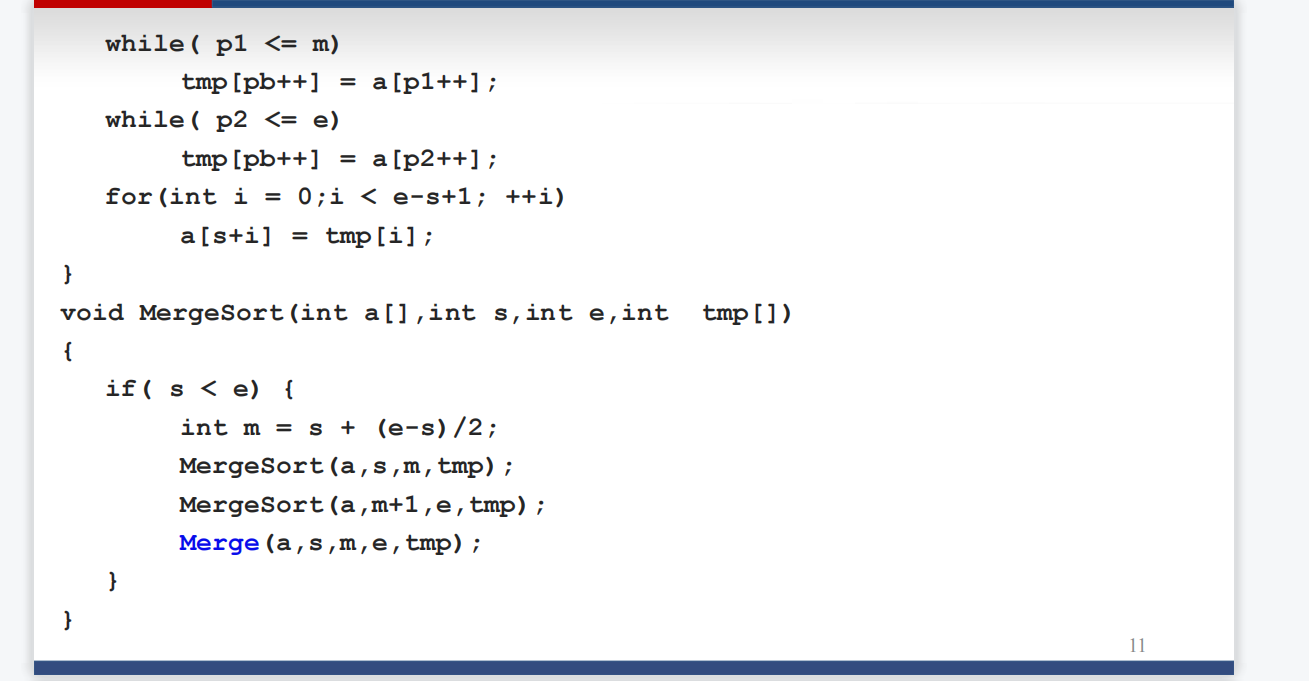 while( p1 <= m)
tmp[pb++] = a[p1++];
while( p2 <= e)
tmp[pb++] = a[p2++];
for(int i = 0;i < e-s+1; ++i)
a[s+i] = tmp[i];
}
void MergeSort(int a[],int s,int e,int  tmp[])
{
if( s < e) {
int m = s + (e-s)/2;
MergeSort(a,s,m,tmp);
MergeSort(a,m+1,e,tmp);
Merge(a,s,m,e,tmp);
}
}
11